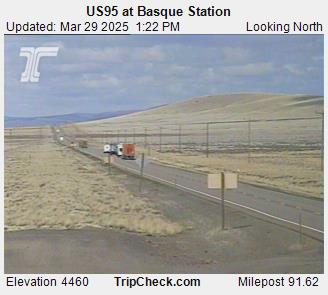 US95 at Basque Station
Updated: Mar 29 2025 1:22 PM Looking North
Elevation 4460 TripCheck.com Milepost 91.62